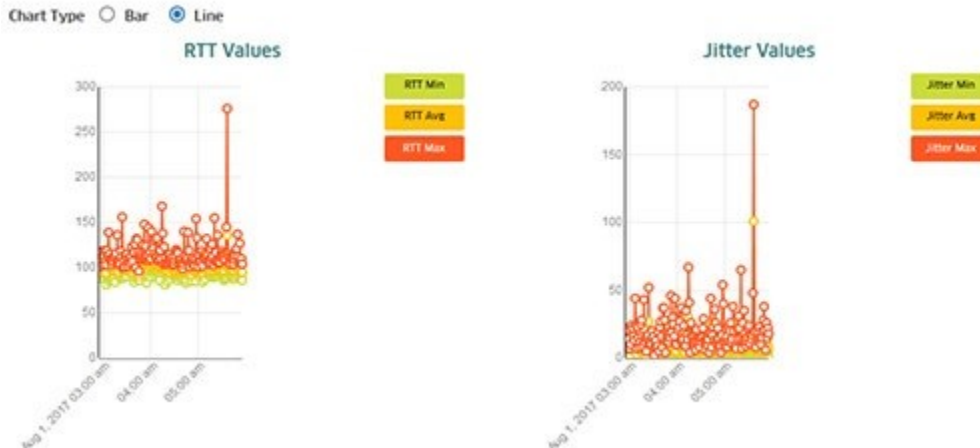 Chart Type Bar Line
RTT Values
300
250
200
150
100
50
0
Aug 1, 2017 03:00 am
04:00 am
05:00 am
RTT Min
RTT Avg
RTT Max
Jitter Values
200
150
100
50
0
Aug 1, 2017 03:00 am
04:00 am
05:00 am
Jitter Min
Jitter Avg
Jitter Max